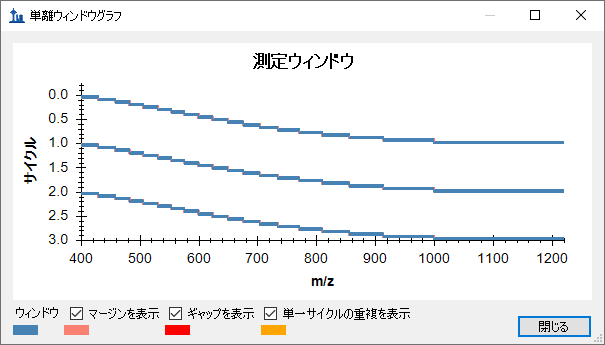 単離ウィンドウグラフ
測定ウィンドウ
サイクル
0.0
0.5
1.0
1.5
2.0
2.5
3.0
400 500 600 700 800 900 1000 1100 1200
m/z
ウィンドウ マージンを表示 ギャップを表示 単一サイクルの重複を表示
閉じる